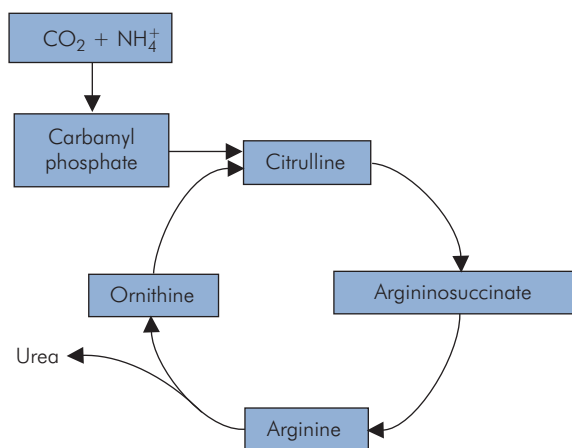 CO₂ + NH₄⁺
Carbamyl
phosphate
Citrulline
Ornithine
Argininosuccinate
Urea
Arginine